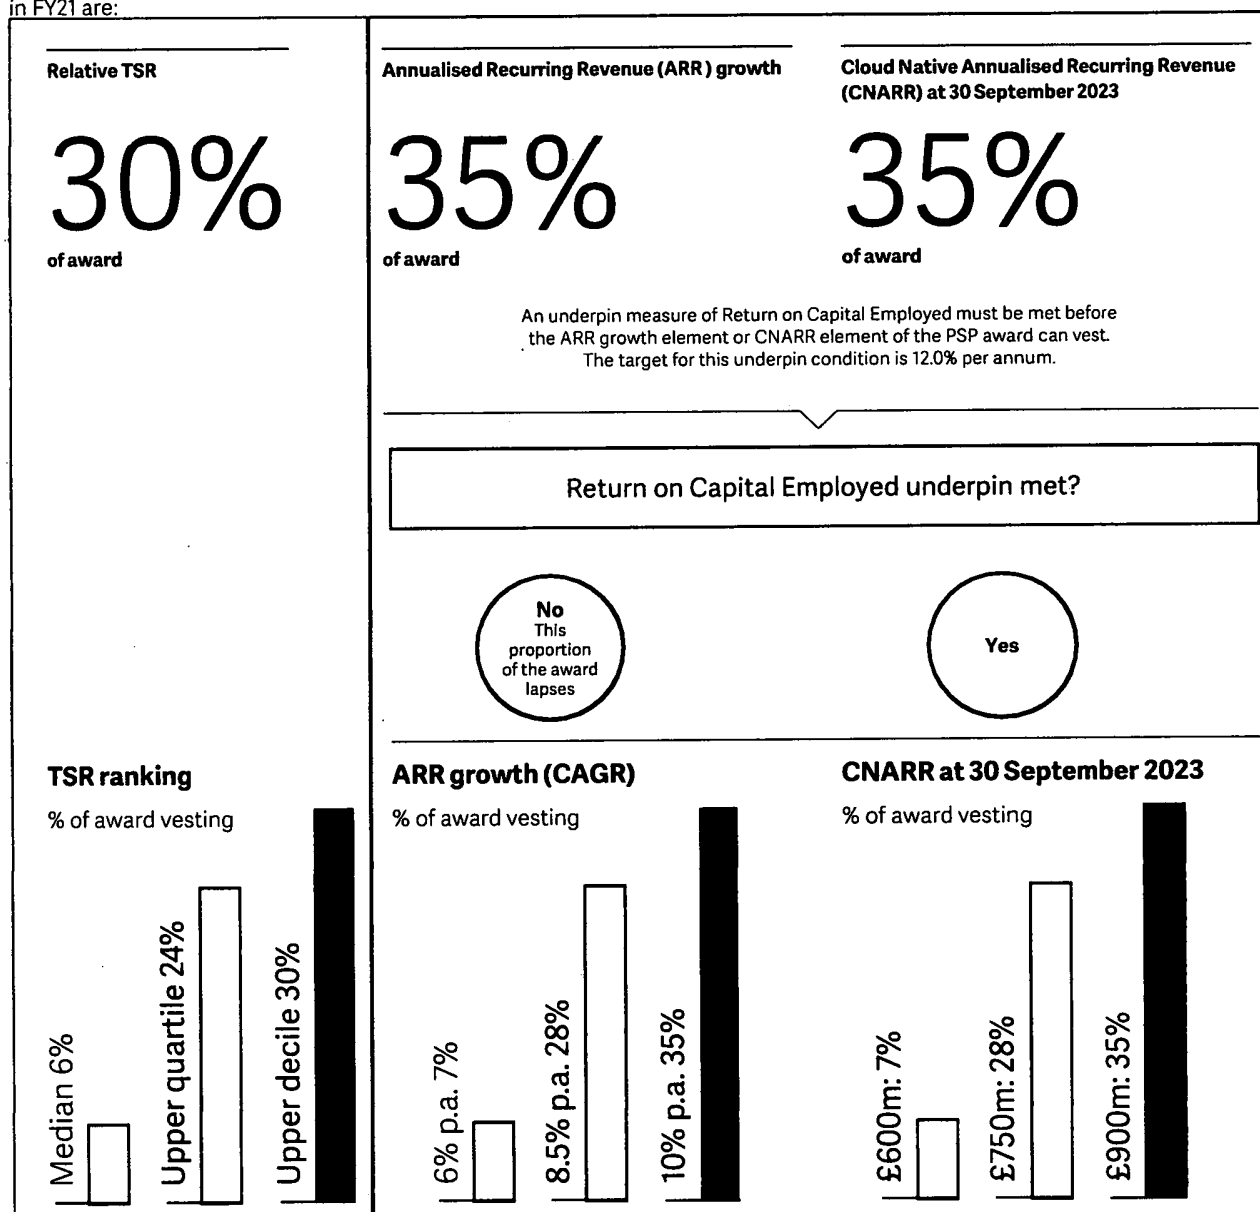 in FY21 are:
Relative TSR
30%
of award
Annualised Recurring Revenue (ARR) growth
35%
of award
Cloud Native Annualised Recurring Revenue
(CNARR) at 30 September 2023
35%
of award
An underpin measure of Return on Capital Employed must be met before
the ARR growth element or CNARR element of the PSP award can vest.
The target for this underpin condition is 12.0% per annum.
Return on Capital Employed underpin met?
No
This
proportion
of the award
lapses
Yes
TSR ranking
% of award vesting
Median 6%
Upper quartile 24%
Upper decile 30%
ARR growth (CAGR)
% of award vesting
6% p.a. 7%
8.5% p.a. 28%
10% p.a. 35%
CNARR at 30 September 2023
% of award vesting
£600m: 7%
£750m: 28%
£900m: 35%